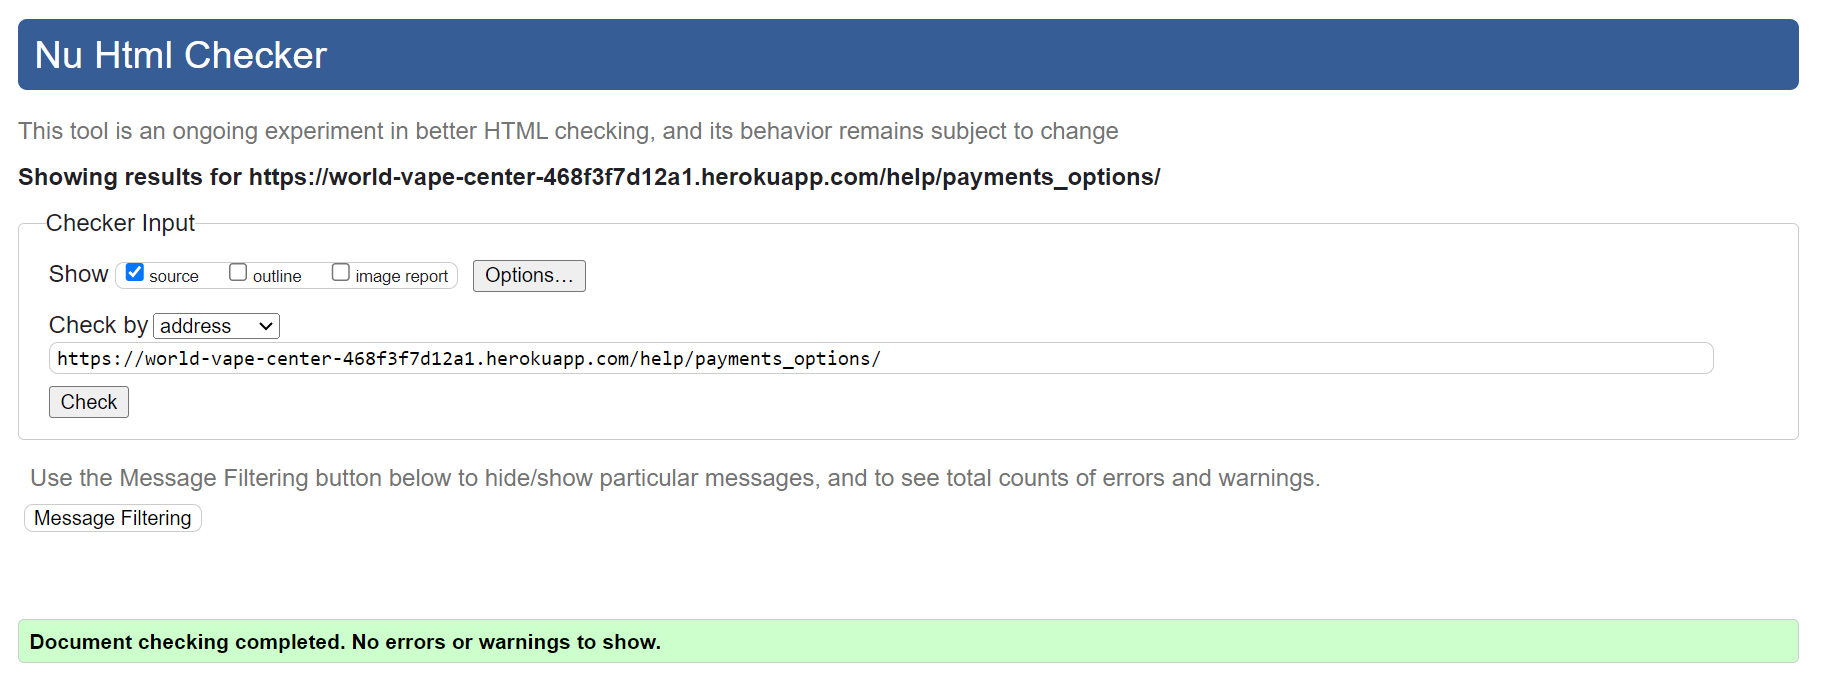 Nu Html Checker
This tool is an ongoing experiment in better HTML checking, and its behavior remains subject to change
Showing results for https://world-vape-center-468f3f7d12a1.herokuapp.com/help/payments_options/
Checker Input
Show source outline image report Options...
Check by address
https://world-vape-center-468f3f7d12a1.herokuapp.com/help/payments_options/
Check
Use the Message Filtering button below to hide/show particular messages, and to see total counts of errors and warnings.
Message Filtering
Document checking completed. No errors or warnings to show.